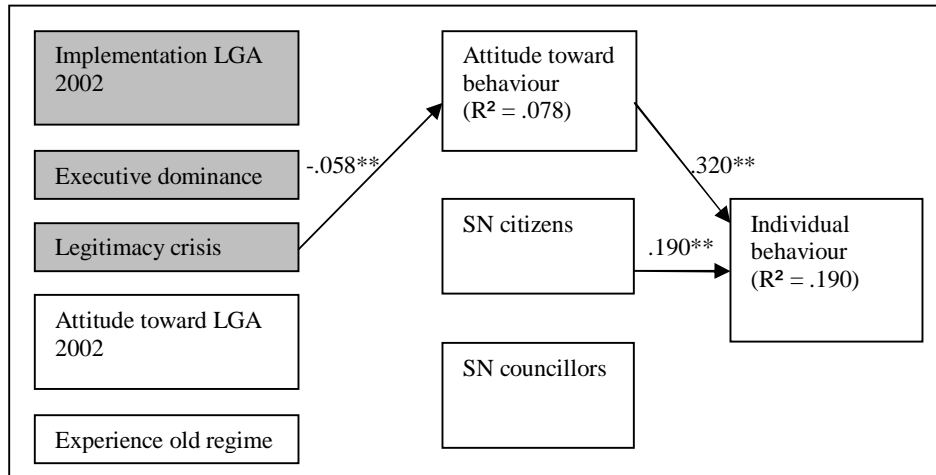 Implementation LGA
2002
Executive dominance
Legitimacy crisis
Attitude toward LGA
2002
Experience old regime
-.058**
Attitude toward
behaviour
(R² = .078)
SN citizens
SN councillors
.320**
.190**
Individual
behaviour
(R² = .190)